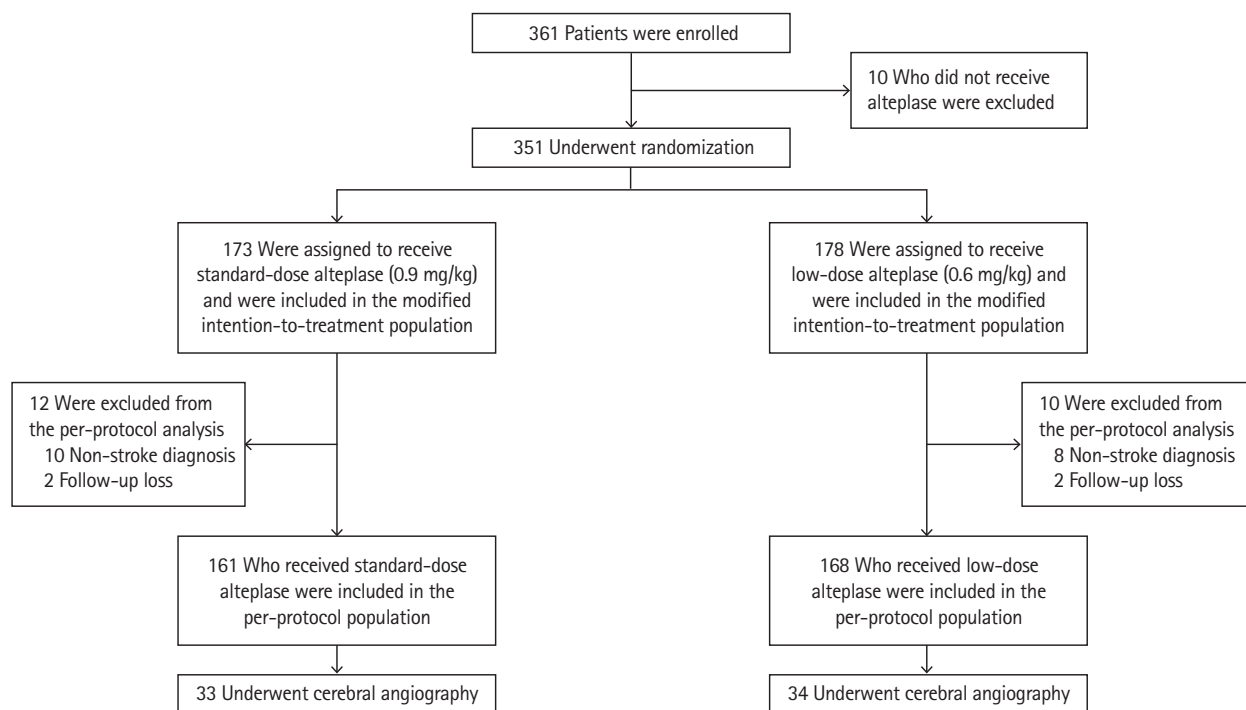 361 Patients were enrolled
10 Who did not receive
alteplase were excluded
351 Underwent randomization
173 Were assigned to receive
standard-dose alteplase (0.9 mg/kg)
and were included in the modified
intention-to-treat population
178 Were assigned to receive
low-dose alteplase (0.6 mg/kg) and
were included in the modified
intention-to-treatment population
12 Were excluded from
the per-protocol analysis
10 Non-stroke diagnosis
2 Follow-up loss
10 Were excluded from
the per-protocol analysis
8 Non-stroke diagnosis
2 Follow-up loss
161 Who received standard-dose
alteplase were included in the
per-protocol population
168 Who received low-dose
alteplase were included in the
per-protocol population
33 Underwent cerebral angiography
34 Underwent cerebral angiography